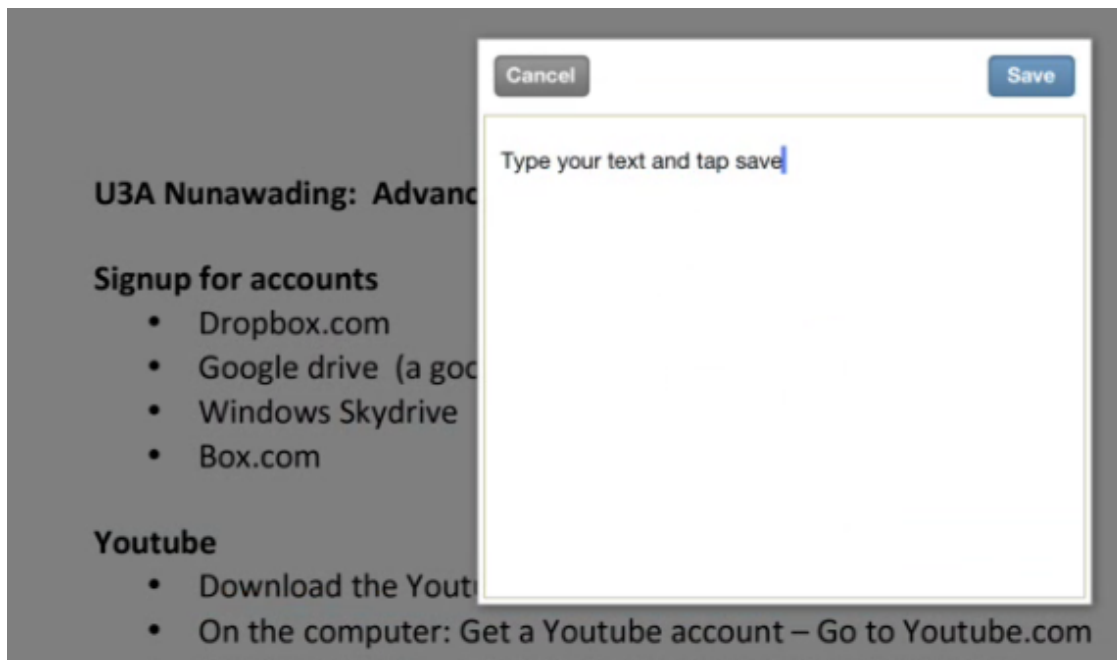 Cancel
Save
Type your text and tap save
U3A Nunawading: Advanc
Signup for accounts
• Dropbox.com
• Google drive (a goo
• Windows Skydrive
• Box.com
Youtube
• Download the Yout
• On the computer: Get a Youtube account – Go to Youtube.com